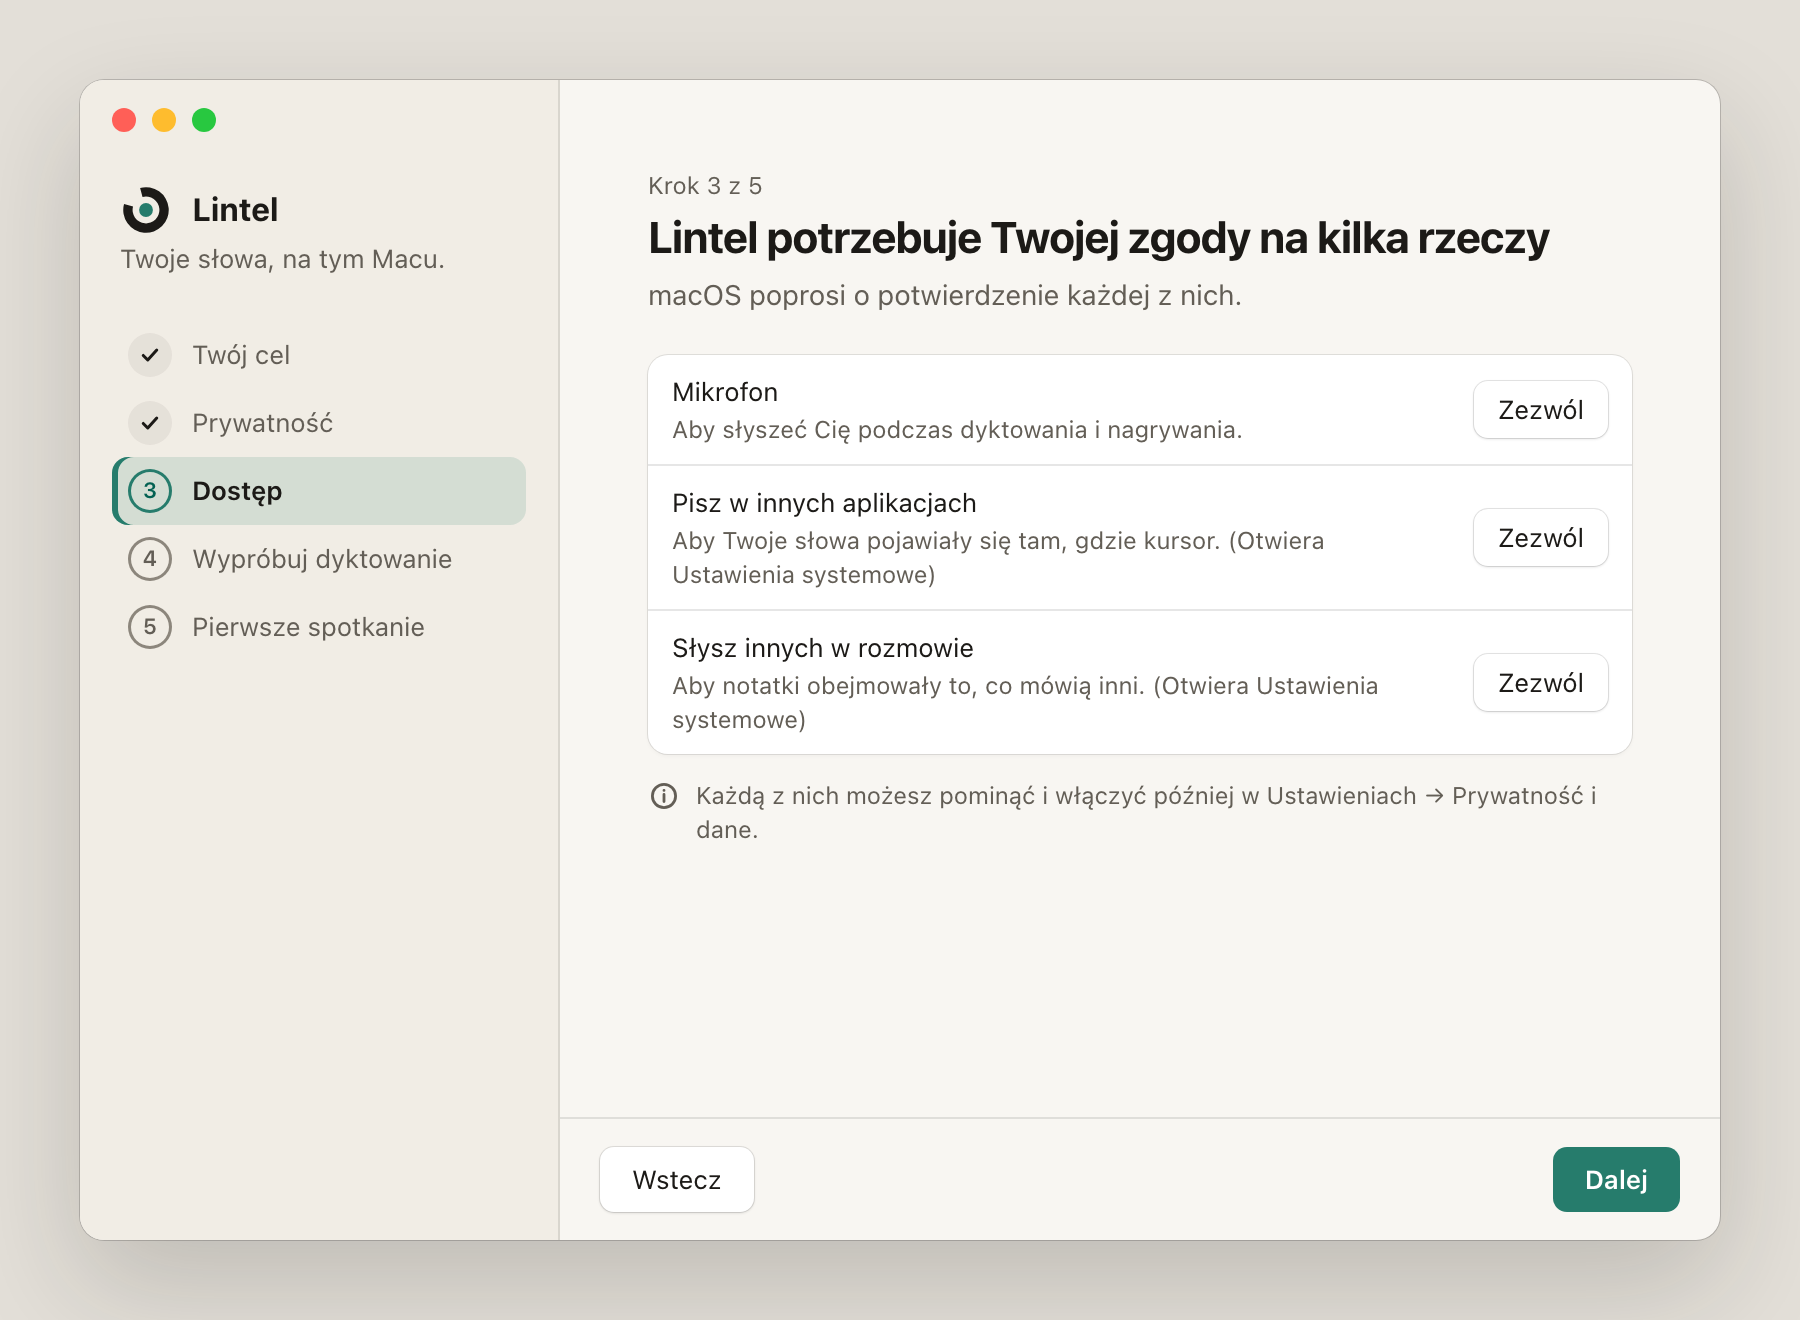 Lintel
Twoje słowa, na tym Macu.
Twój cel
Prywatność
3 Dostęp
4 Wypróbuj dyktowanie
5 Pierwsze spotkanie
Krok 3 z 5
Lintel potrzebuje Twojej zgody na kilka rzeczy
macOS poprosi o potwierdzenie każdej z nich.
Mikrofon
Aby słyszeć Cię podczas dyktowania i nagrywania.
Zezwól
Pisz w innych aplikacjach
Aby Twoje słowa pojawiały się tam, gdzie kursor. (Otwiera
Ustawienia systemowe)
Zezwól
Słysz innych w rozmowie
Aby notatki obejmowały to, co mówią inni. (Otwiera Ustawienia
systemowe)
Zezwól
Każdą z nich możesz pominąć i włączyć później w Ustawieniach → Prywatność i
dane.
Wstecz
Dalej